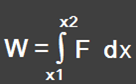 x2
W = ∫ F dx
x1